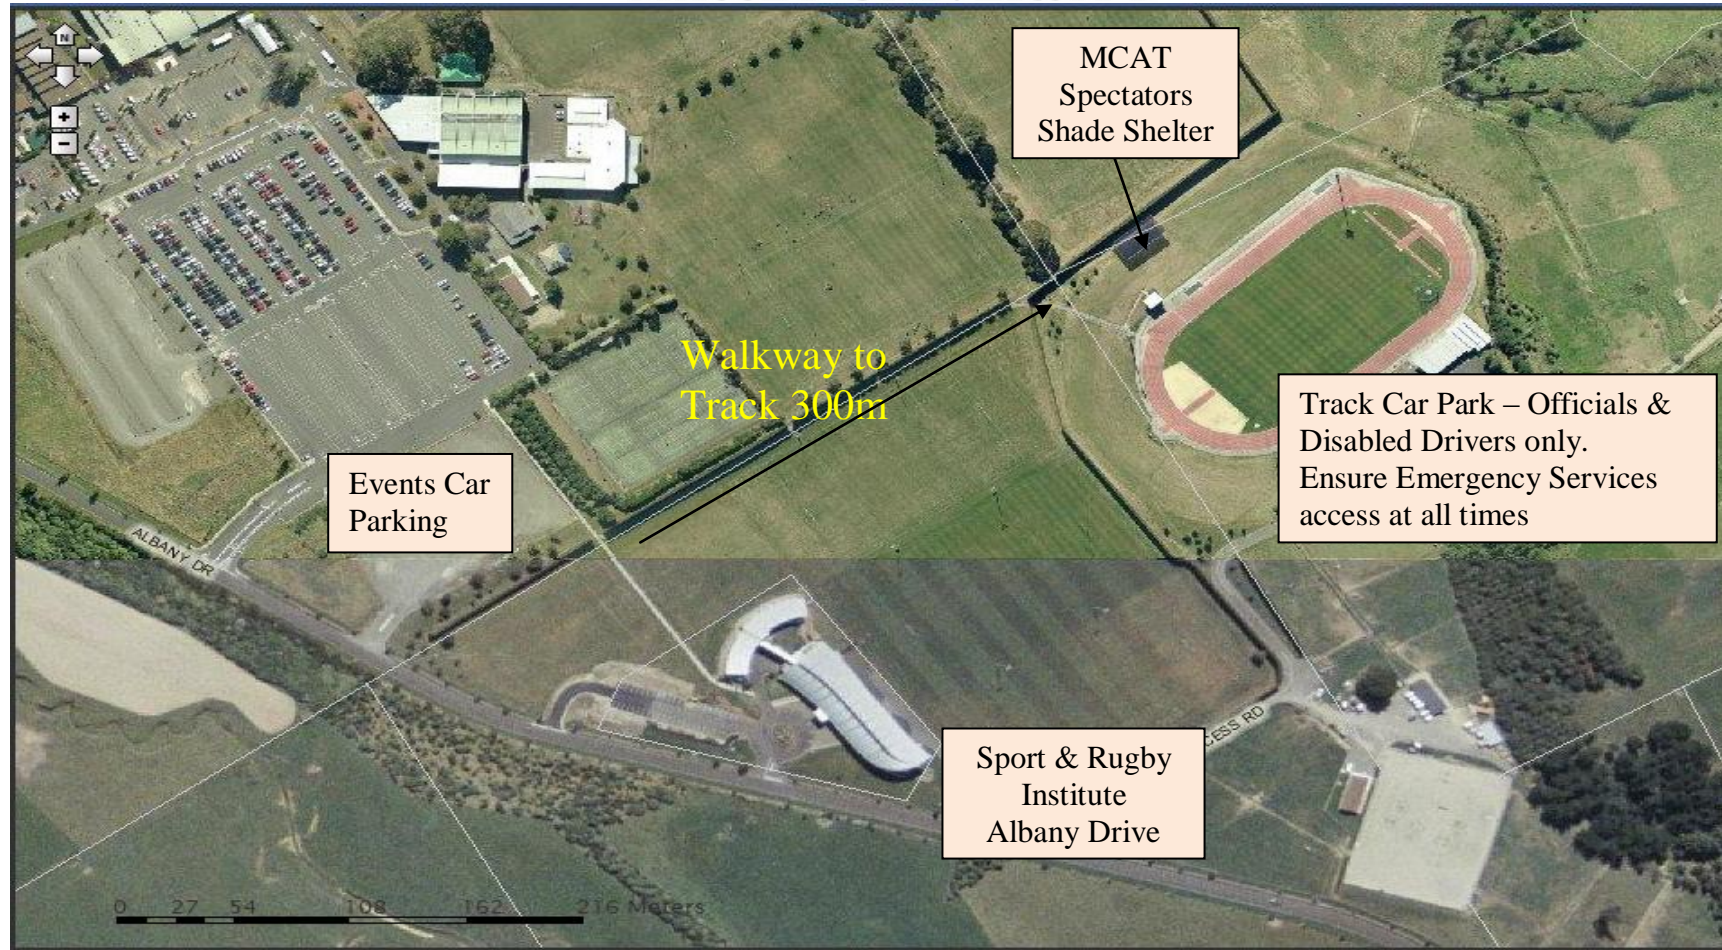 N
+
−
MCAT
Spectators
Shade Shelter
Walkway to
Track 300m
Track Car Park – Officials &
Disabled Drivers only.
Ensure Emergency Services
access at all times
Events Car
Parking
ALBANY DR
CESS RD
Sport & Rugby
Institute
Albany Drive
0 27 54 108 162 216 Meters